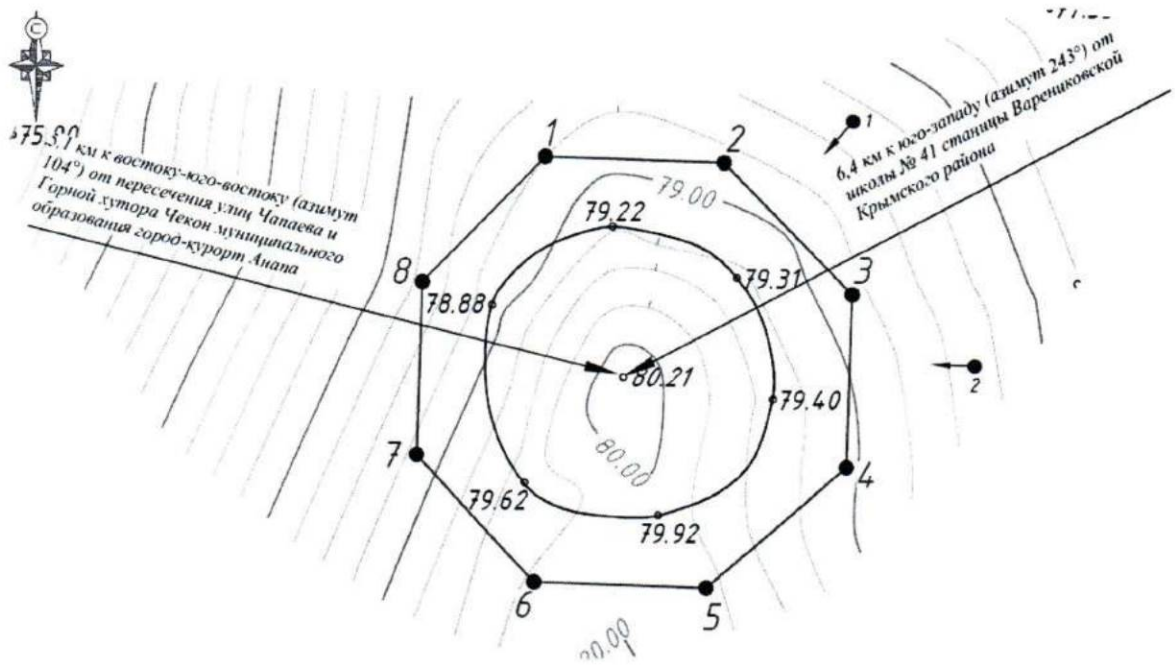 С
1
2
79.00
79.22
1
6,4 км к юго-западу (азимут 243°) от
школы № 41 станицы Варениковской
Крымского района
3,1 км к востоку-юго-востоку (азимут
104°) от пересечения улиц Чапаева и
Горной хутора Чекон муниципального
образования город-курорт Анапа
8
78.88
79.31
3
80.21
79.40
2
7
80.00
4
79.62
79.92
6
5